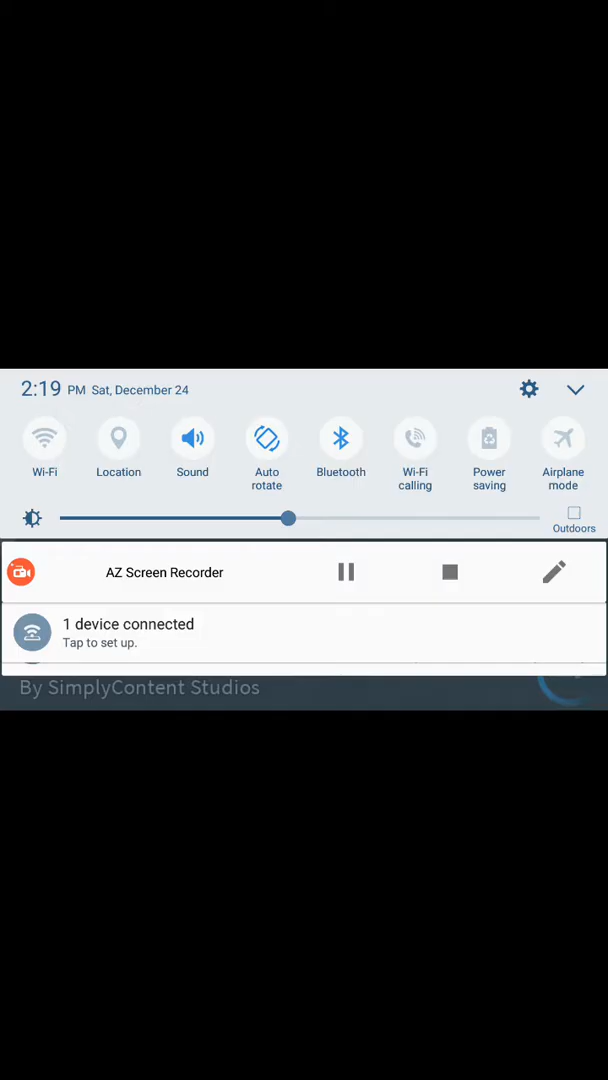 2:19 PM Sat, December 24
Wi-Fi Location Sound Auto rotate Bluetooth Wi-Fi calling Power saving Airplane mode
Outdoors
AZ Screen Recorder
1 device connected
Tap to set up.
By SimplyContent Studios